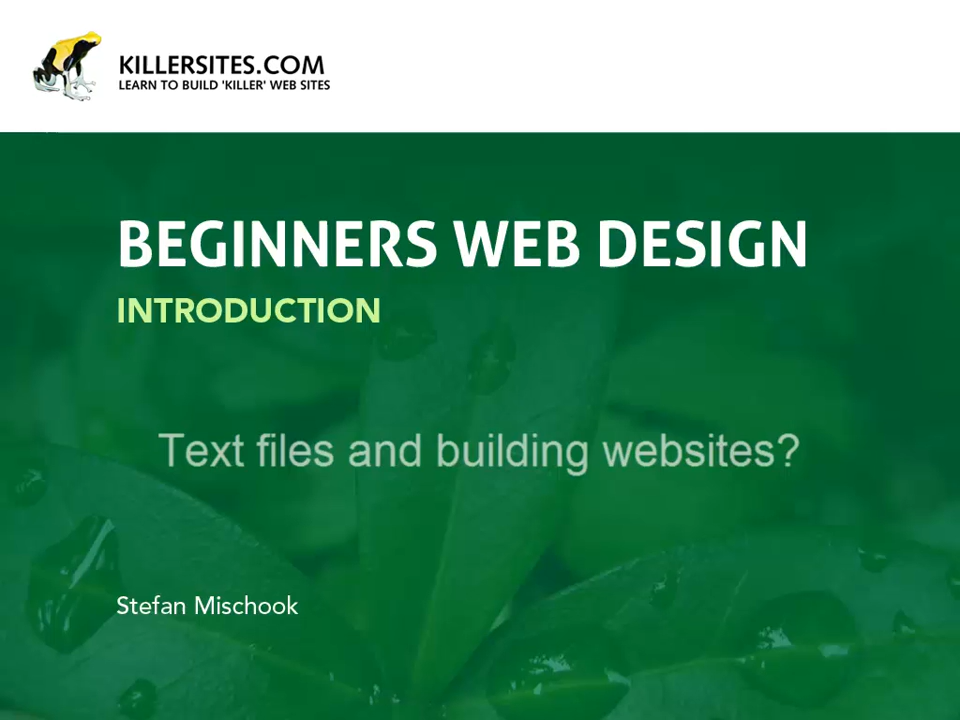 KILLERSITES.COM
LEARN TO BUILD 'KILLER' WEB SITES
BEGINNERS WEB DESIGN
INTRODUCTION
Text files and building websites?
Stefan Mischook